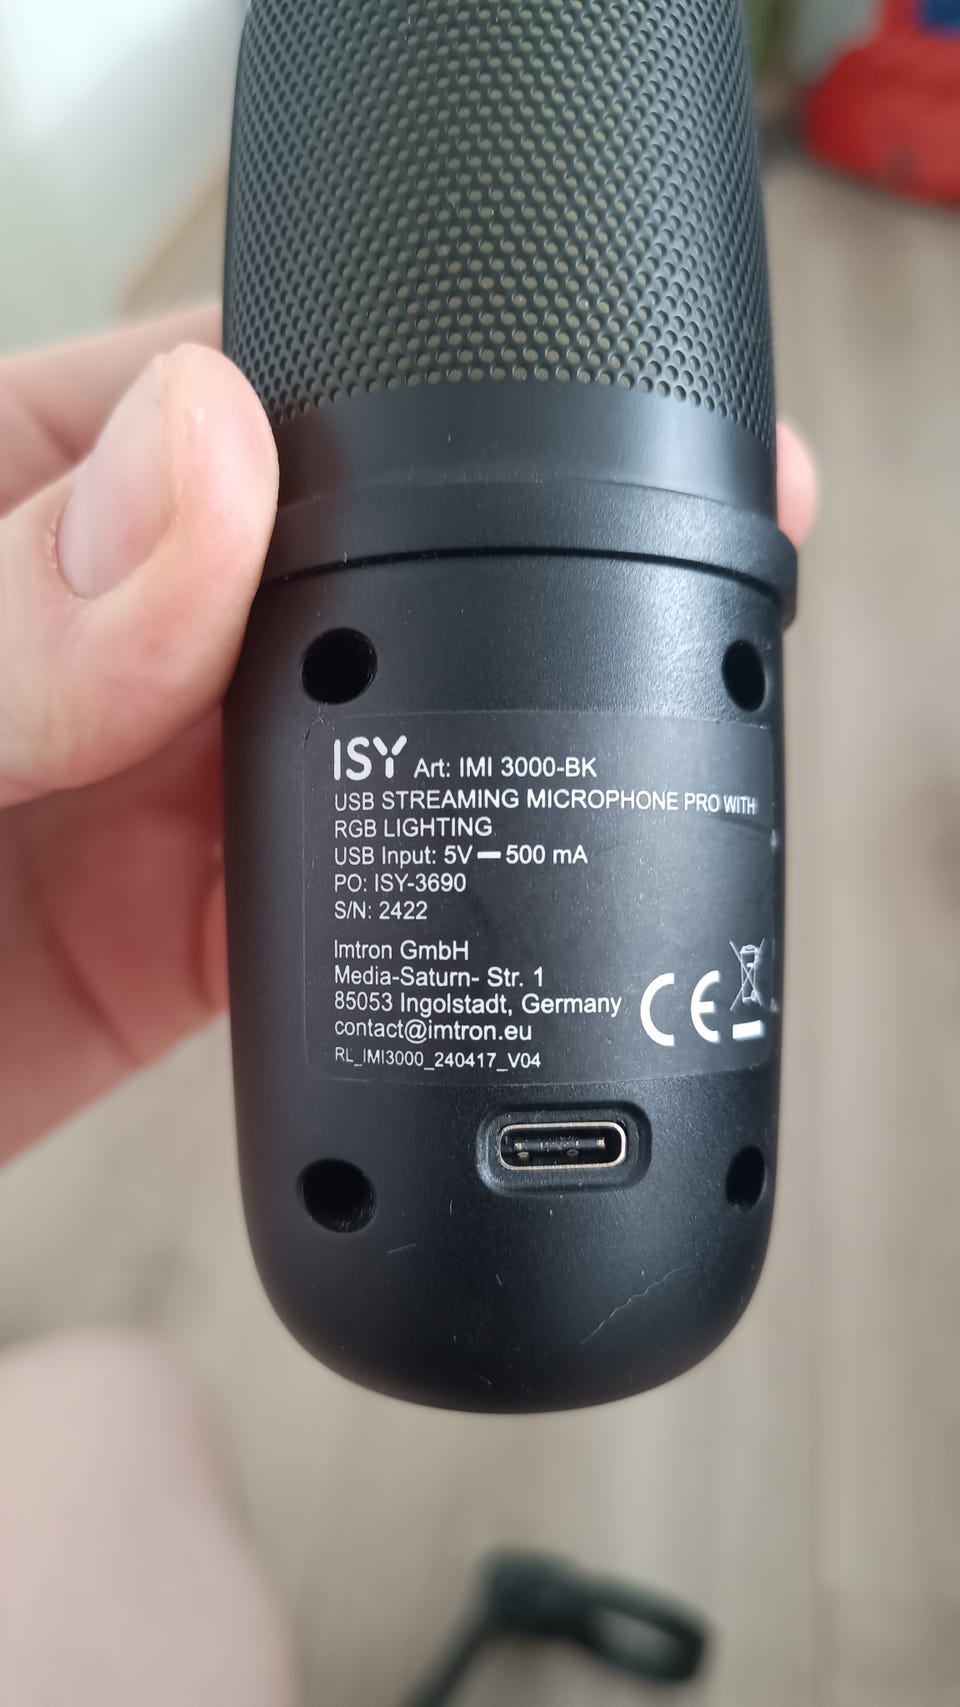 ISY Art: IMI 3000-BK
USB STREAMING MICROPHONE PRO WITH
RGB LIGHTING
USB Input: 5V⎓500 mA
PO: ISY-3690
S/N: 2422
Imtron GmbH
Media-Saturn- Str. 1
85053 Ingolstadt, Germany
contact@imtron.eu
RL_IMI3000_240417_V04
CE